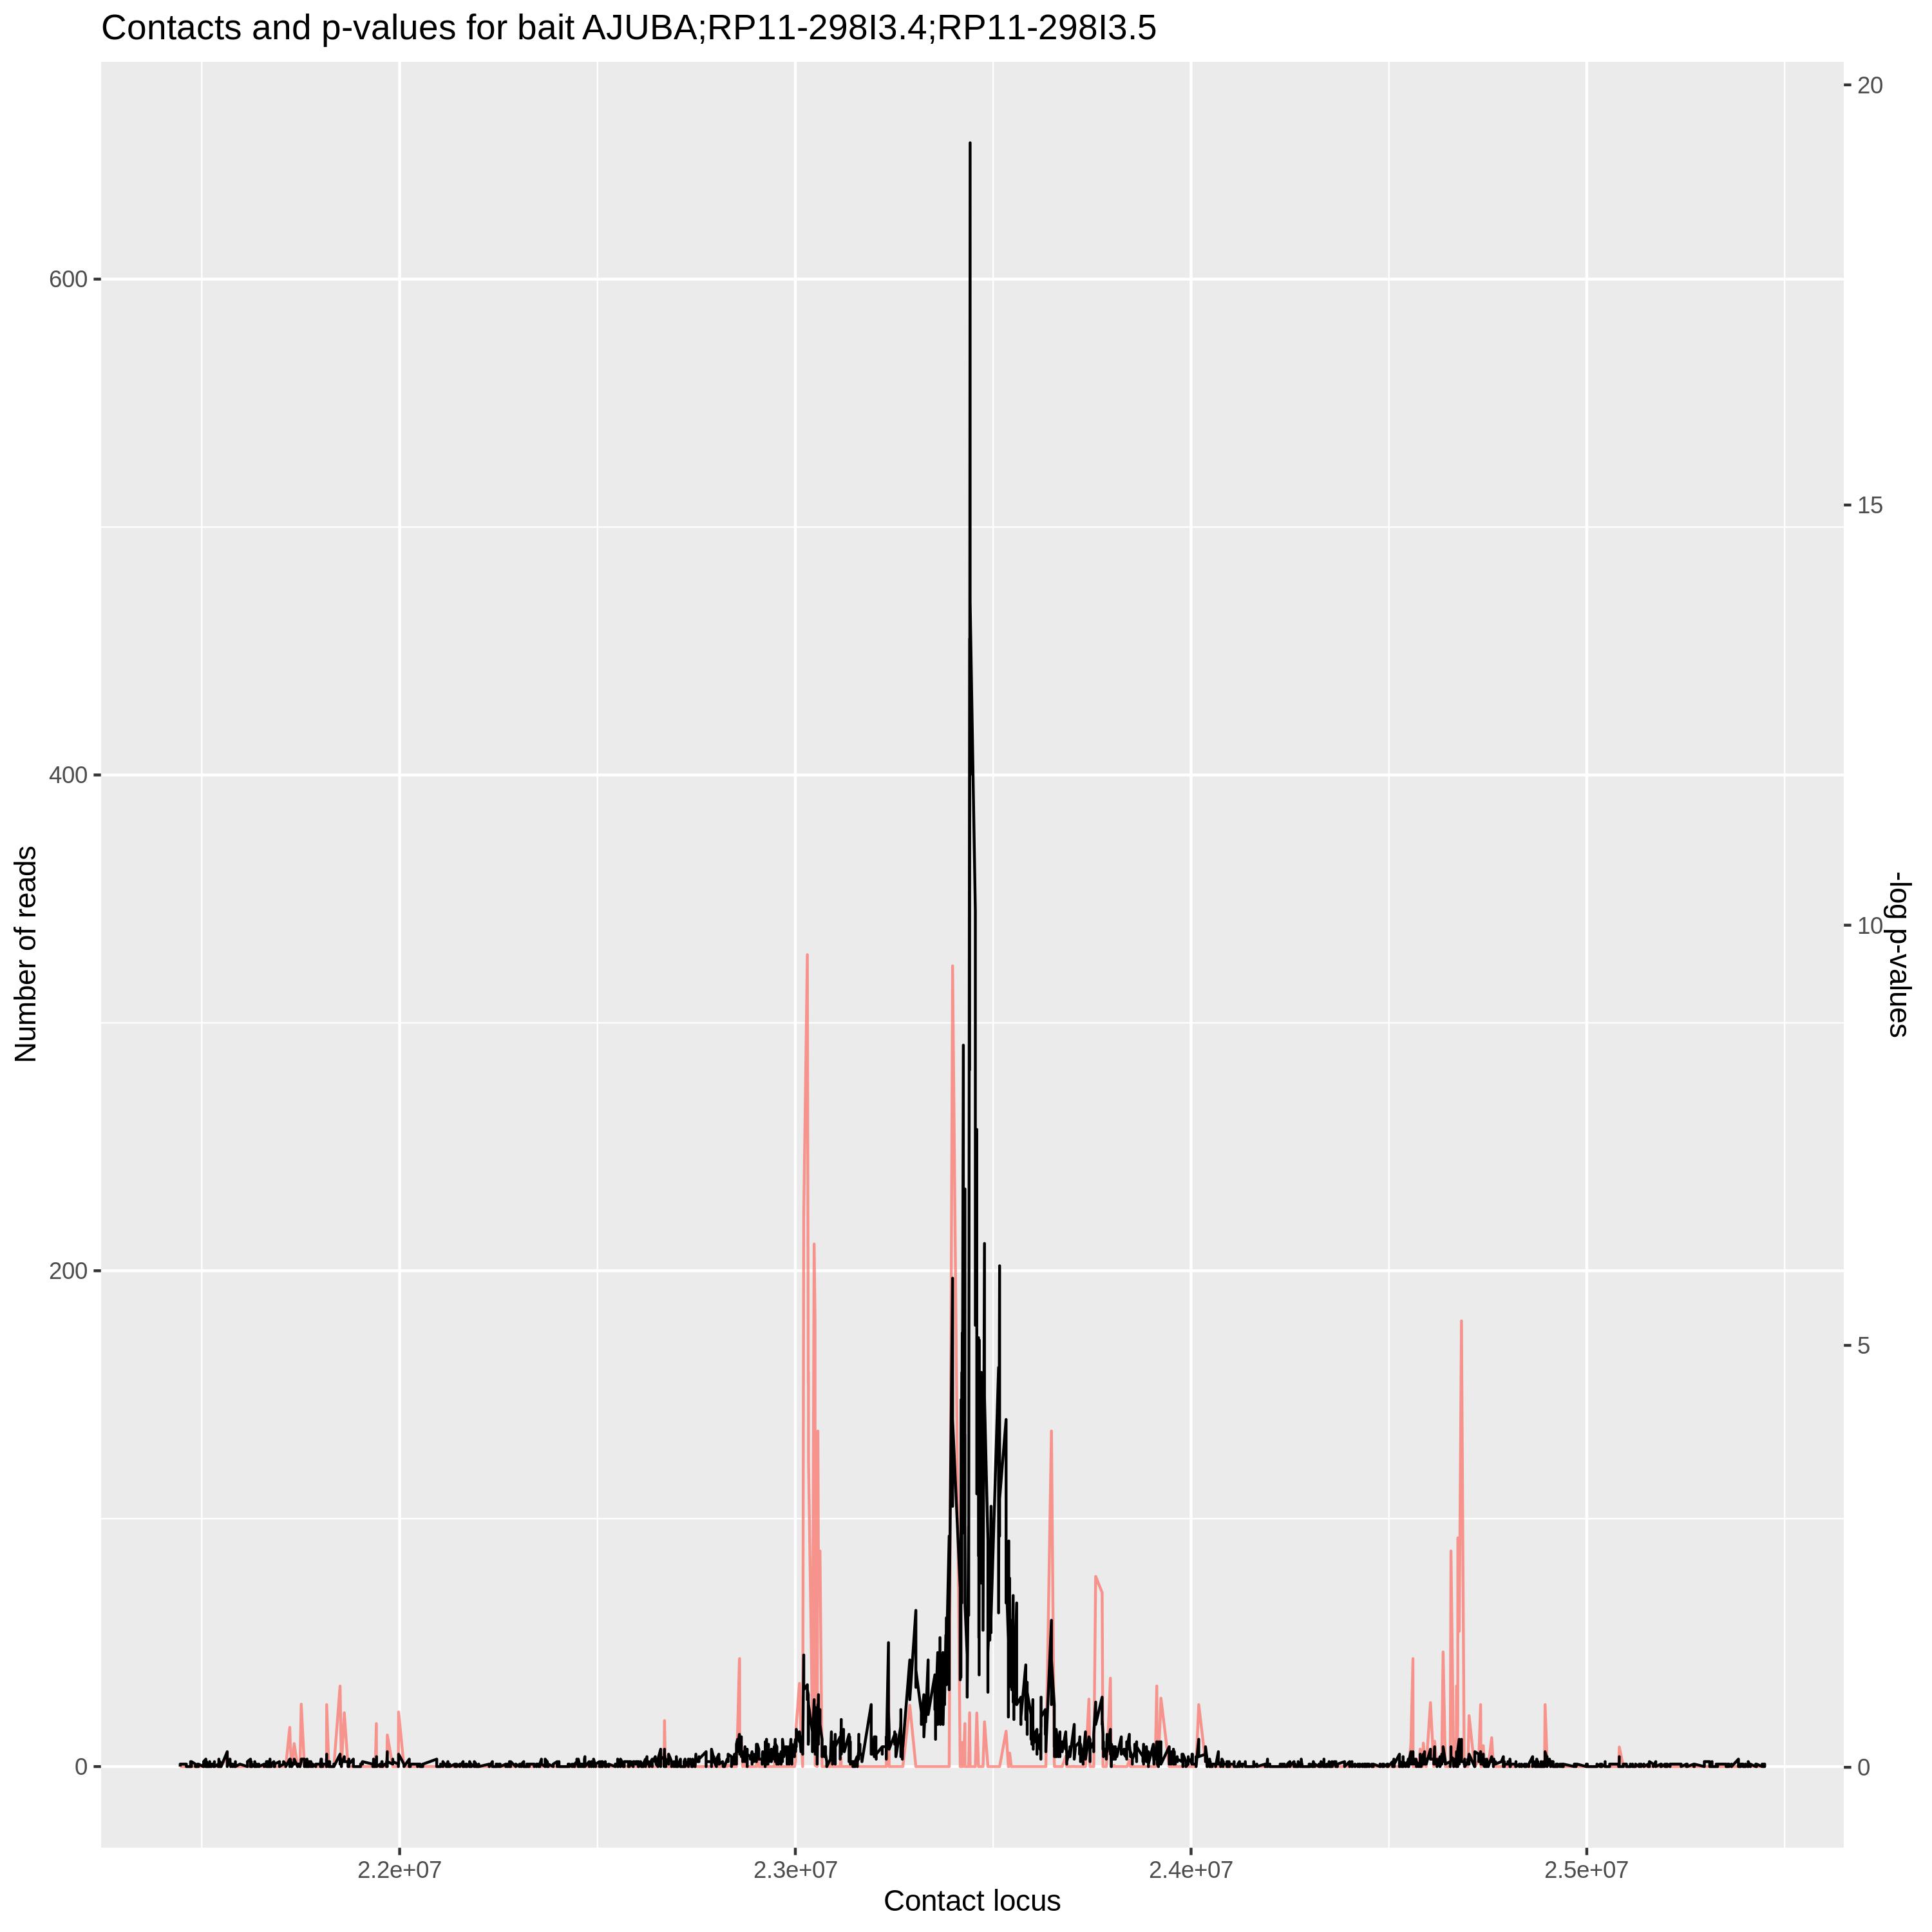 Contacts and p-values for bait AJUBA;RP11-298I3.4;RP11-298I3.5
20
600
15
400
10
Number of reads
-log p-values
200
5
0
0
2.2e+07
2.3e+07
2.4e+07
2.5e+07
Contact locus